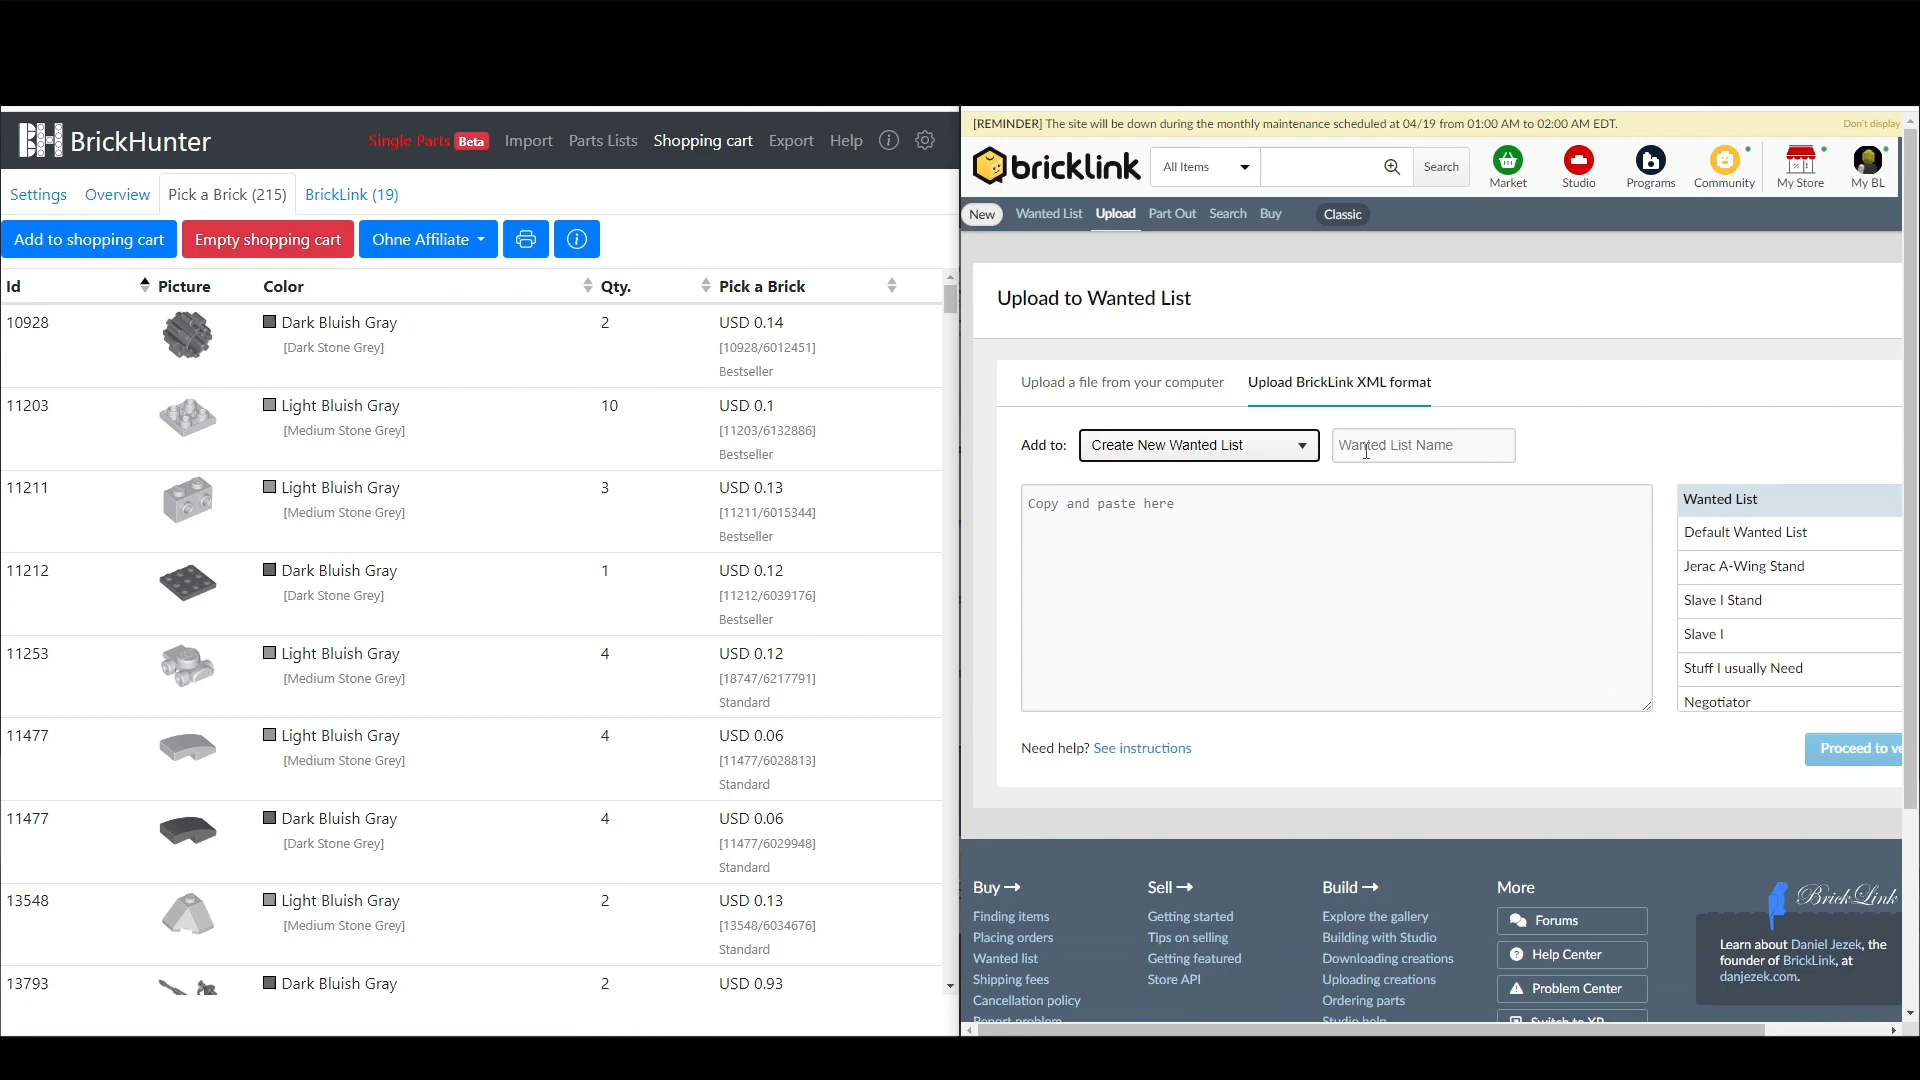 BrickHunter
Single Parts Beta Import Parts Lists Shopping cart Export Help
Settings Overview Pick a Brick (215) BrickLink (19)
Add to shopping cart Empty shopping cart Ohne Affiliate
Id Picture Color Qty. Pick a Brick
10928 Dark Bluish Gray 2 USD 0.14
[Dark Stone Grey] [10928/6012451]
Bestseller
11203 Light Bluish Gray 10 USD 0.1
[Medium Stone Grey] [11203/6132886]
Bestseller
11211 Light Bluish Gray 3 USD 0.13
[Medium Stone Grey] [11211/6015344]
Bestseller
11212 Dark Bluish Gray 1 USD 0.12
[Dark Stone Grey] [11212/6039176]
Bestseller
11253 Light Bluish Gray 4 USD 0.12
[Medium Stone Grey] [18747/6217791]
Standard
11477 Light Bluish Gray 4 USD 0.06
[Medium Stone Grey] [11477/6028813]
Standard
11477 Dark Bluish Gray 4 USD 0.06
[Dark Stone Grey] [11477/6029948]
Standard
13548 Light Bluish Gray 2 USD 0.13
[Medium Stone Grey] [13548/6034676]
Standard
13793 Dark Bluish Gray 2 USD 0.93
[REMINDER] The site will be down during the monthly maintenance scheduled at 04/19 from 01:00 AM to 02:00 AM EDT. Don't display
bricklink All Items Search Market Studio Programs Community My Store My BL
New Wanted List Upload Part Out Search Buy Classic
Upload to Wanted List
Upload a file from your computer Upload BrickLink XML format
Add to: Create New Wanted List Wanted List Name
Copy and paste here
Wanted List
Default Wanted List
Jerac A-Wing Stand
Slave I Stand
Slave I
Stuff I usually Need
Negotiator
Need help? See instructions
Proceed to ve
Buy Sell Build More
Finding items Getting started Explore the gallery Forums
Placing orders Tips on selling Building with Studio
Wanted list Getting featured Downloading creations Help Center
Shipping fees Store API Uploading creations
Cancellation policy Ordering parts Problem Center
Report problem Studio help Switch to XP
BrickLink
Learn about Daniel Jezek, the
founder of BrickLink, at
danjezek.com.